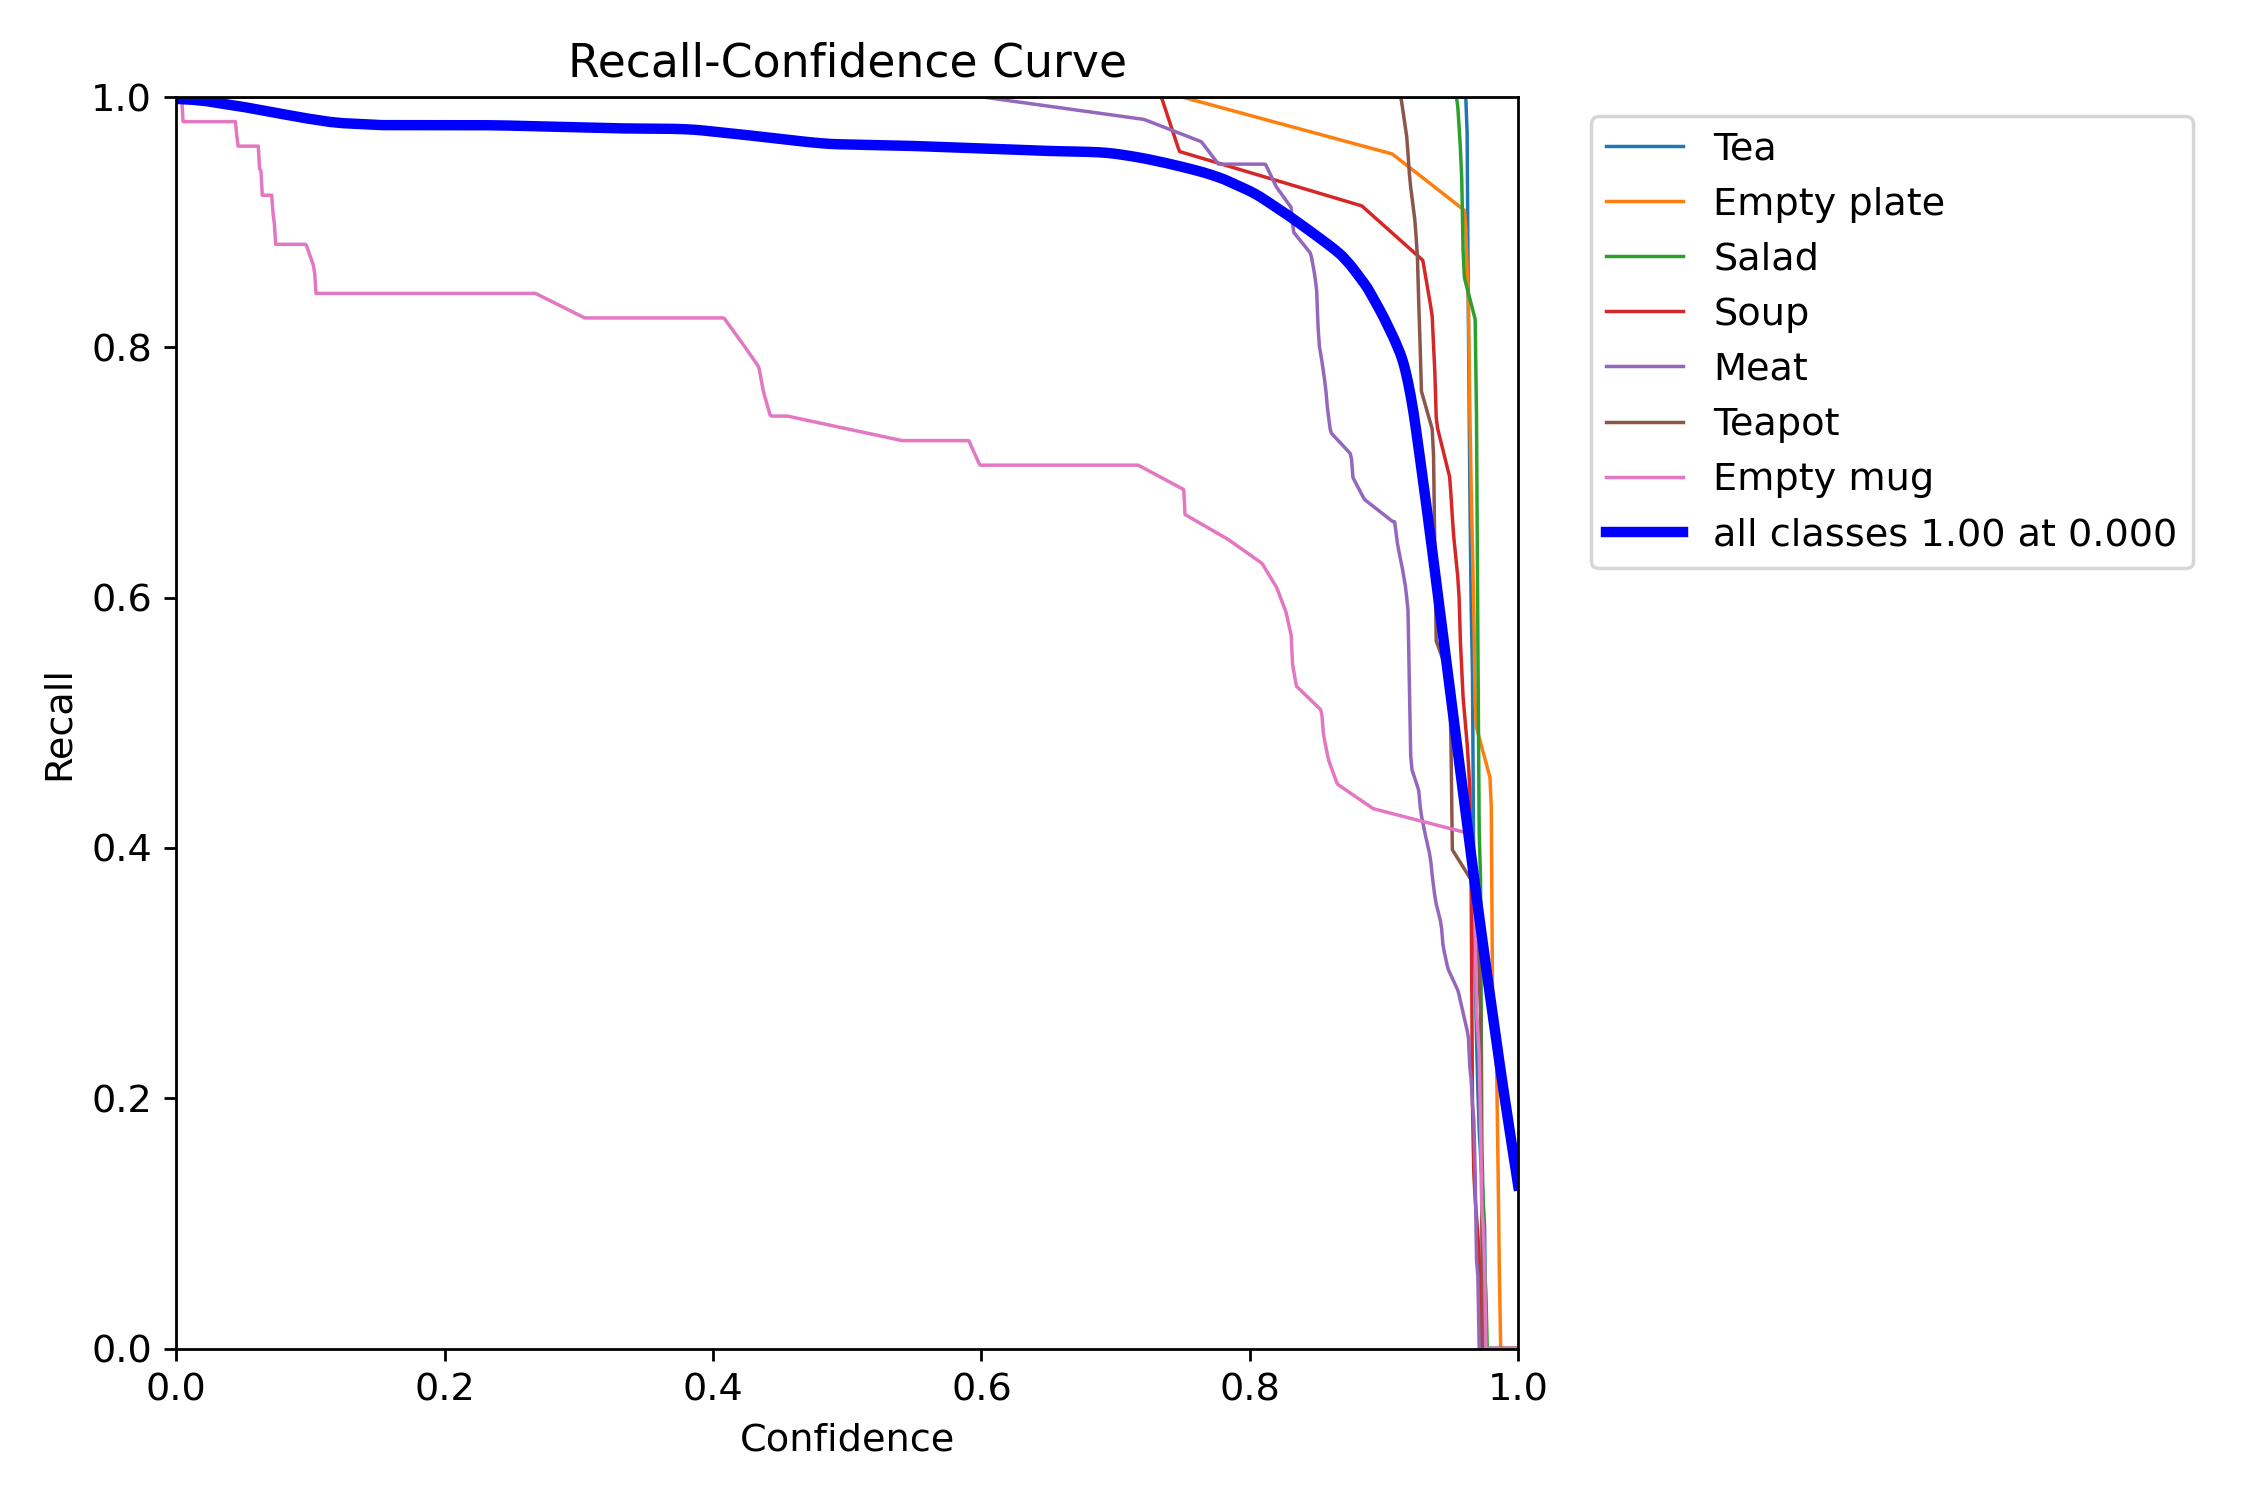 Recall-Confidence Curve
1.0
0.8
0.6
0.4
0.2
0.0
Recall
0.0 0.2 0.4 0.6 0.8 1.0
Confidence
Tea
Empty plate
Salad
Soup
Meat
Teapot
Empty mug
all classes 1.00 at 0.000